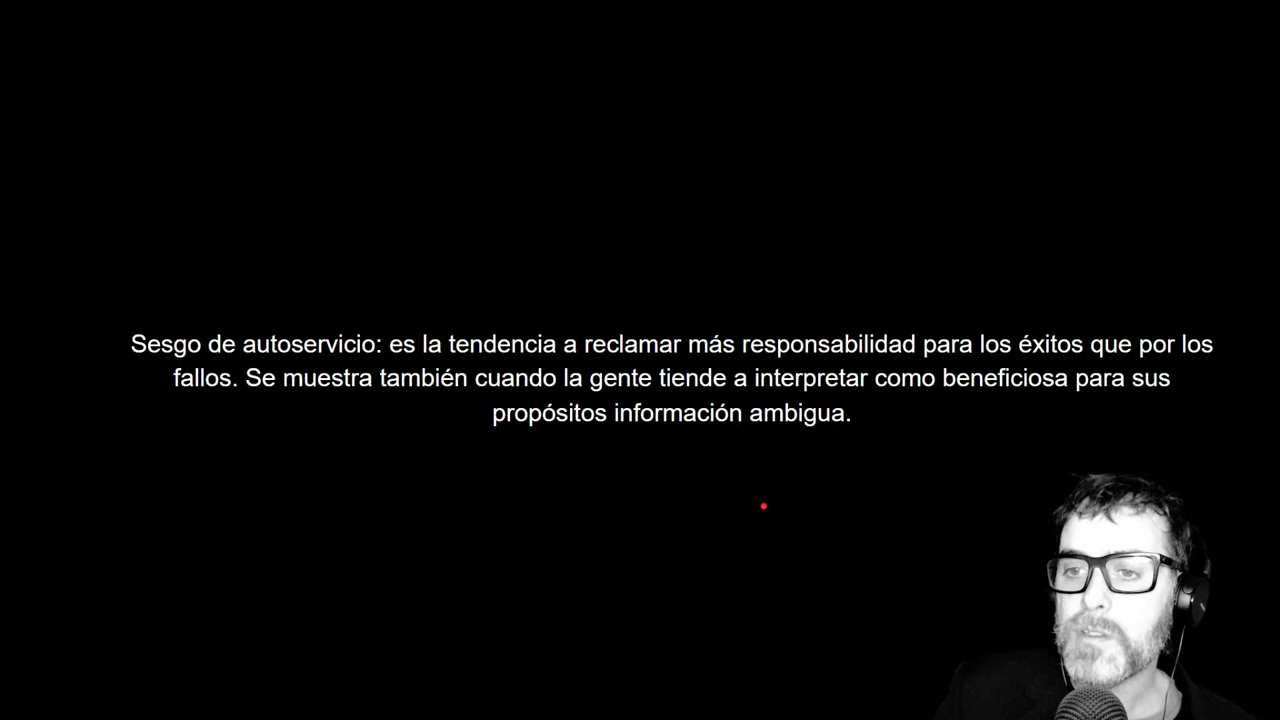 Sesgo de autoservicio: es la tendencia a reclamar más responsabilidad para los éxitos que por los
fallos. Se muestra también cuando la gente tiende a interpretar como beneficiosa para sus
propósitos información ambigua.